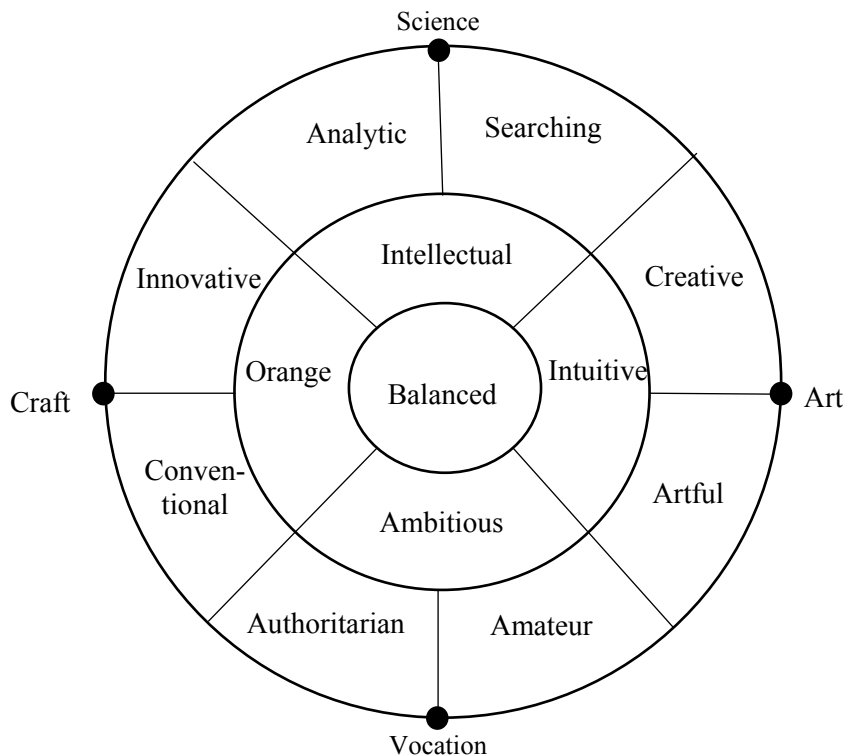 Science
Analytic
Searching
Intellectual
Innovative
Creative
Orange
Intuitive
Balanced
Craft
Art
Conven-
tional
Artful
Ambitious
Authoritarian
Amateur
Vocation